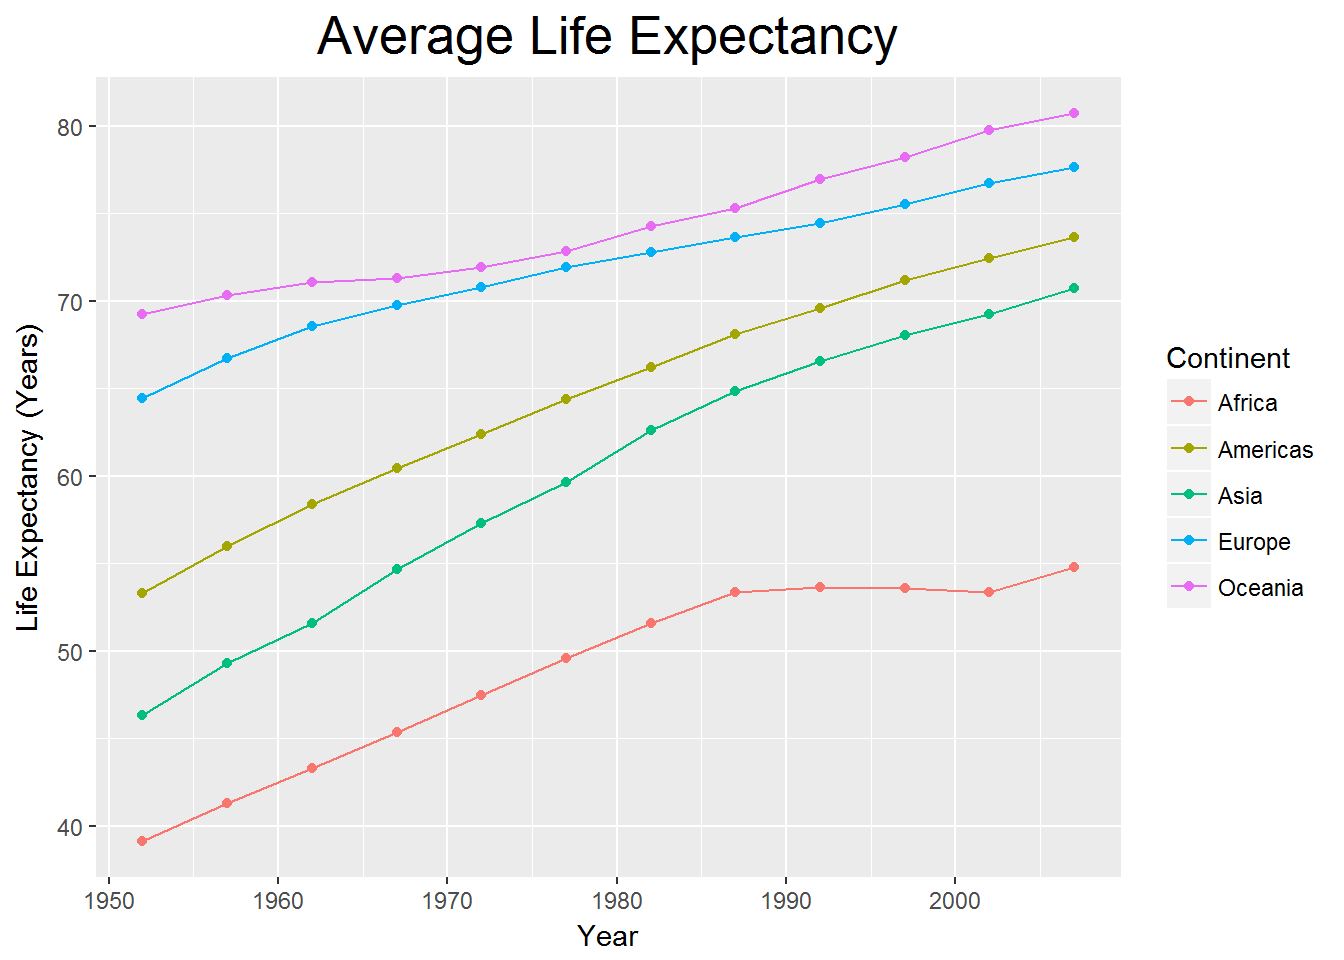 Average Life Expectancy
80
70
60
50
40
Life Expectancy (Years)
1950 1960 1970 1980 1990 2000
Year
Continent
Africa
Americas
Asia
Europe
Oceania